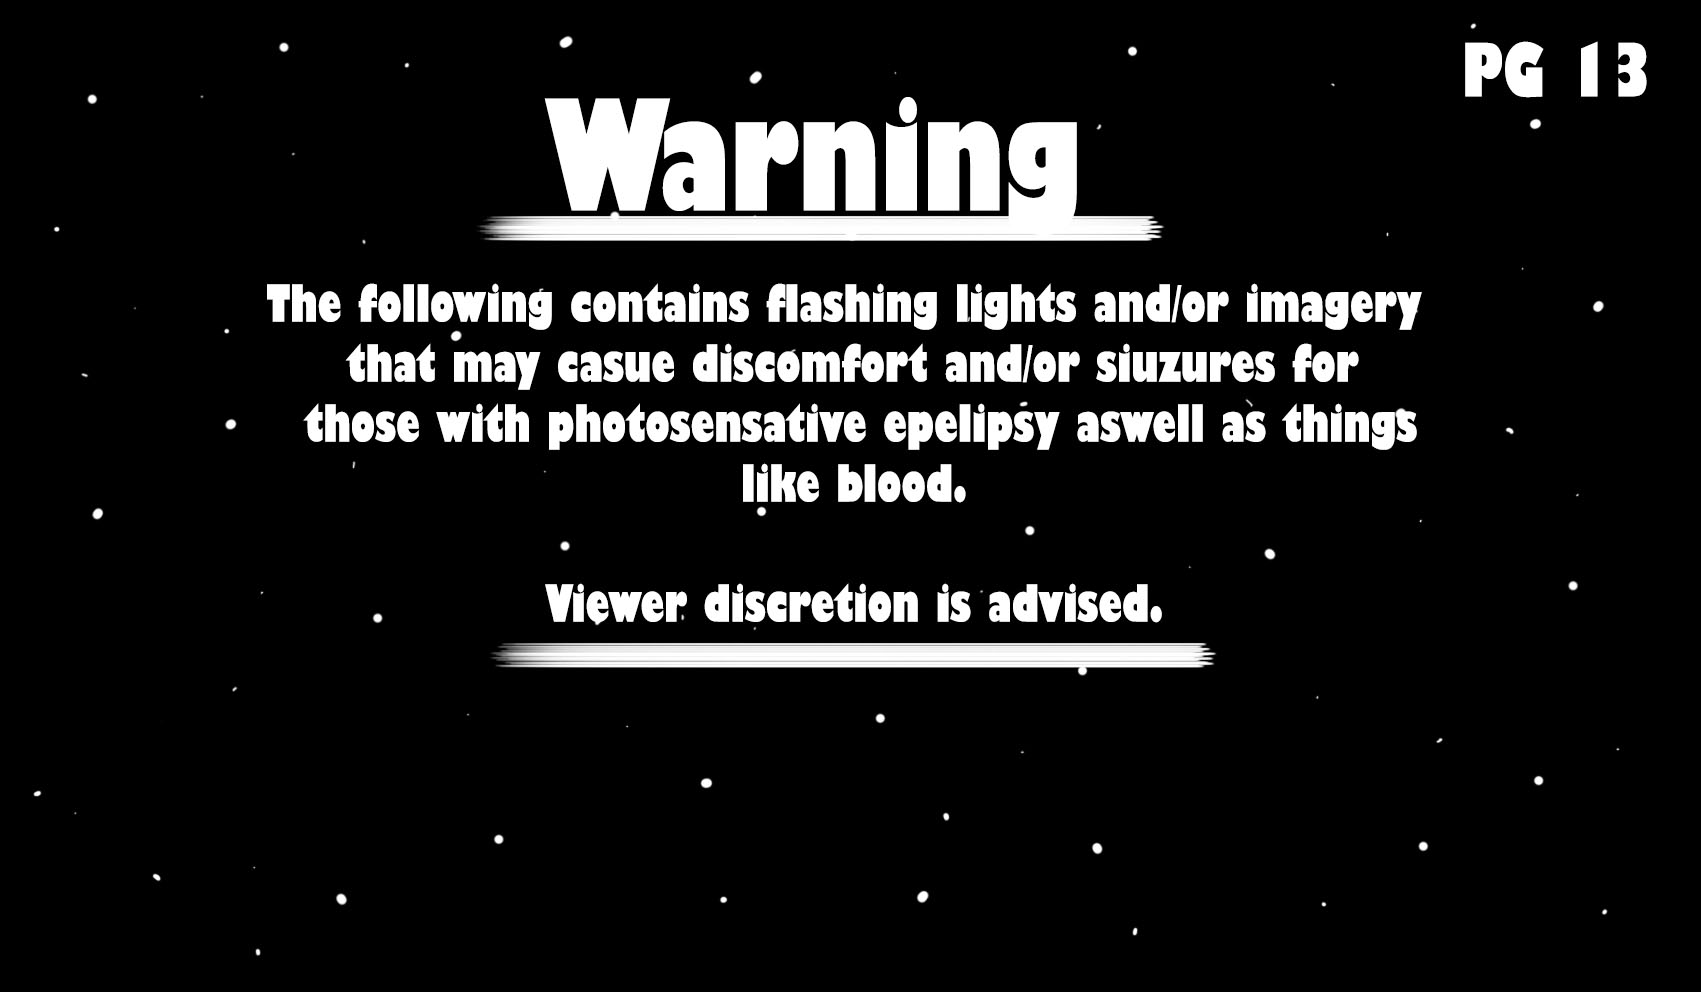 PG 13
Warning
The following contains flashing lights and/or imagery
that may casue discomfort and/or siuzures for
those with photosensative epelipsy aswell as things
like blood.
Viewer discretion is advised.